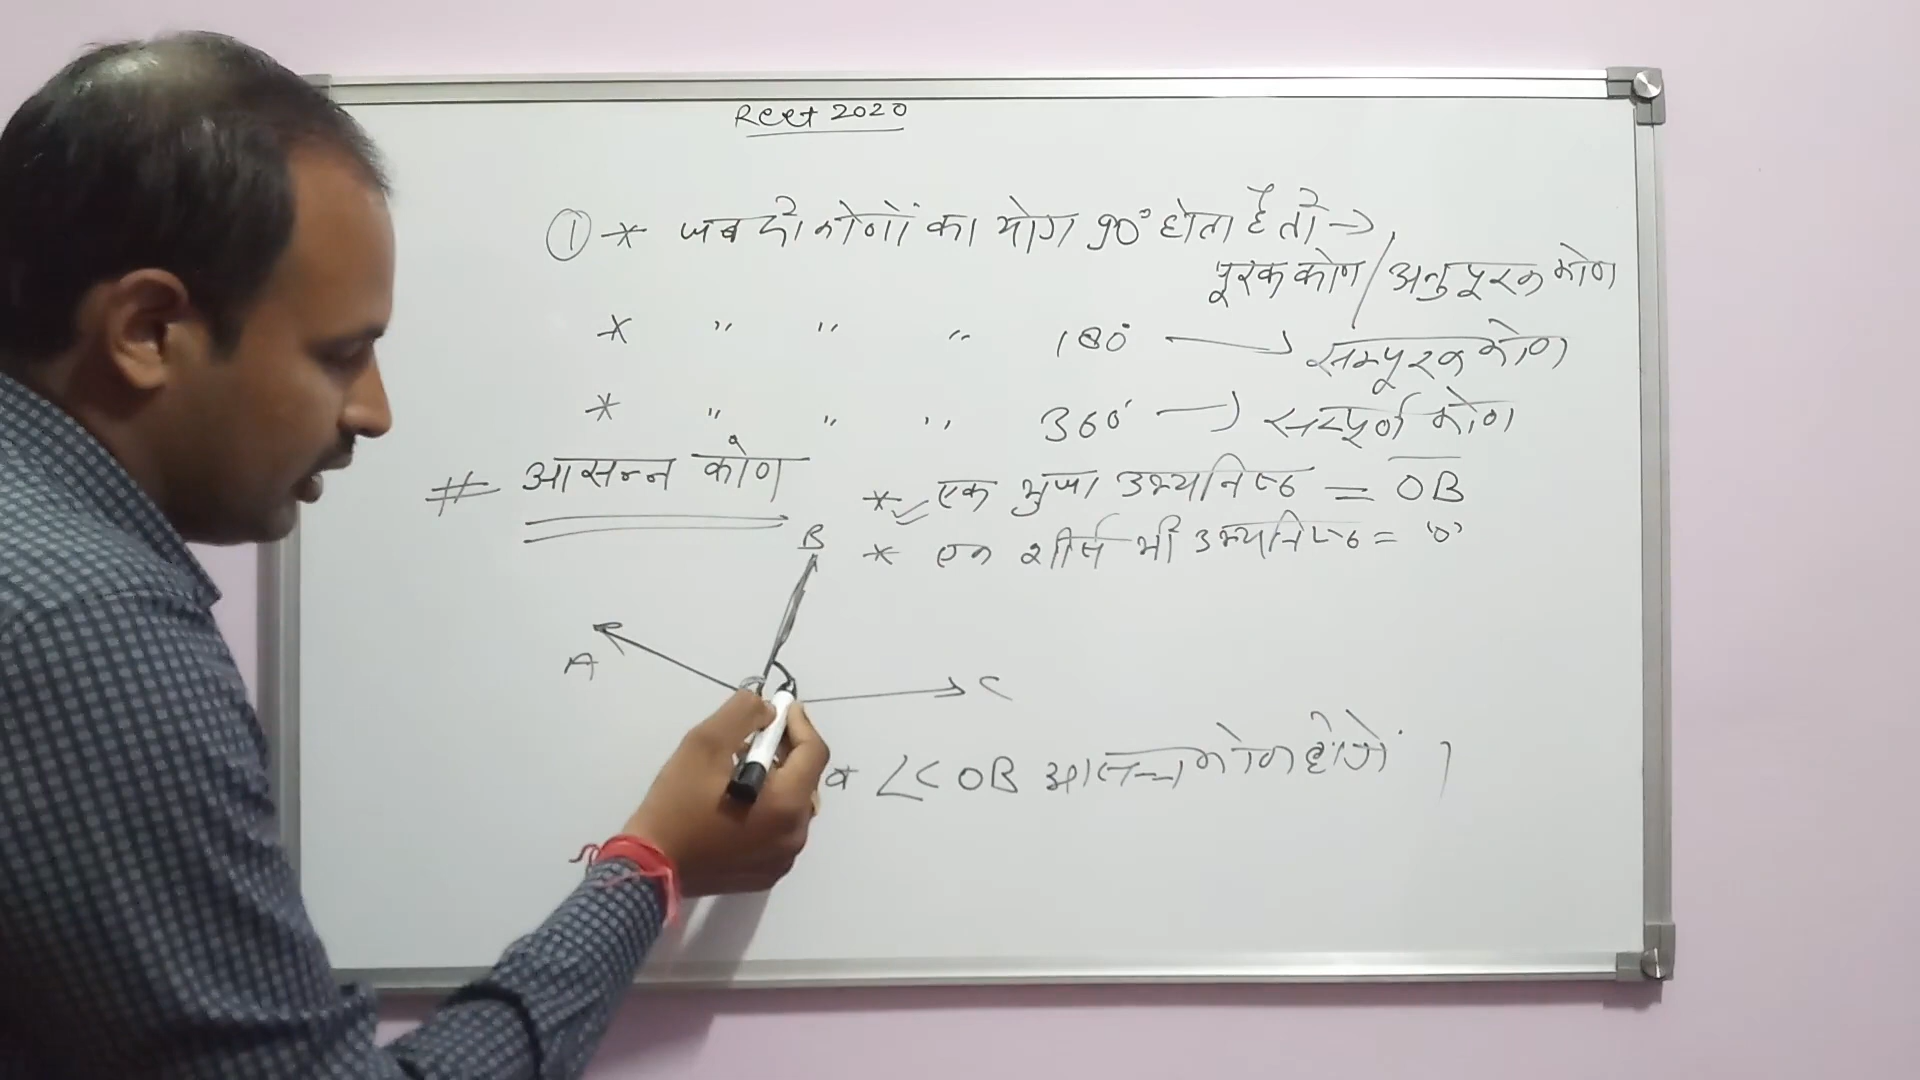 Reet 2020
① * जब दो कोणों का योग 90° होता है तो →
पूरक कोण / अनुपूरक कोण
* " " " 180° → सम्पूरक कोण
* " " " 360° → सम्पूर्ण कोण
# आसन्न कोण
* एक भुजा उभयनिष्ठ = OB
* एक शीर्ष भी उभयनिष्ठ = 'O'
B
A
C
व ∠COB आसन्न कोण होंगे ।